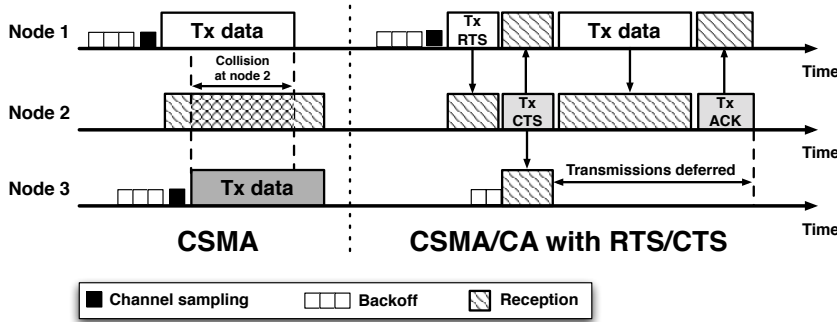 Node 1
Tx data
Tx
RTS
Tx data
Time
Collision
at node 2
Node 2
Tx
CTS
Tx
ACK
Time
Node 3
Tx data
Transmissions deferred
Time
CSMA
CSMA/CA with RTS/CTS
Channel sampling
Backoff
Reception